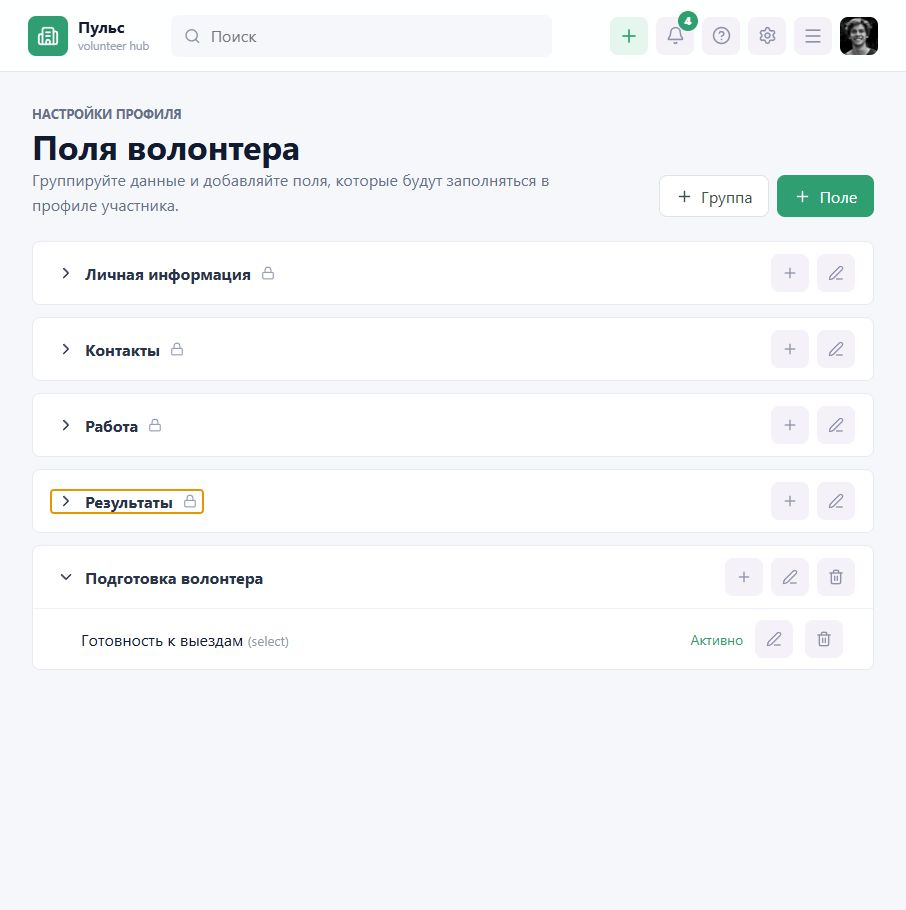 Пульс
volunteer hub
Поиск
4
НАСТРОЙКИ ПРОФИЛЯ
Поля волонтера
Группируйте данные и добавляйте поля, которые будут заполняться в
профиле участника.
Группа
Поле
Личная информация
Контакты
Работа
Результаты
Подготовка волонтера
Готовность к выездам (select)
Активно